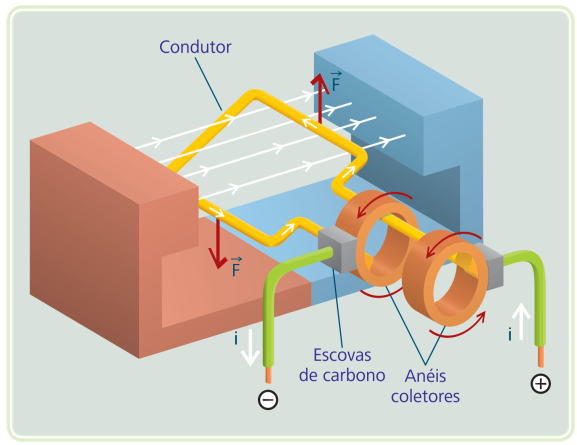 Condutor
F
F
i
Escovas
de carbono
Anéis
coletores
i
−
+